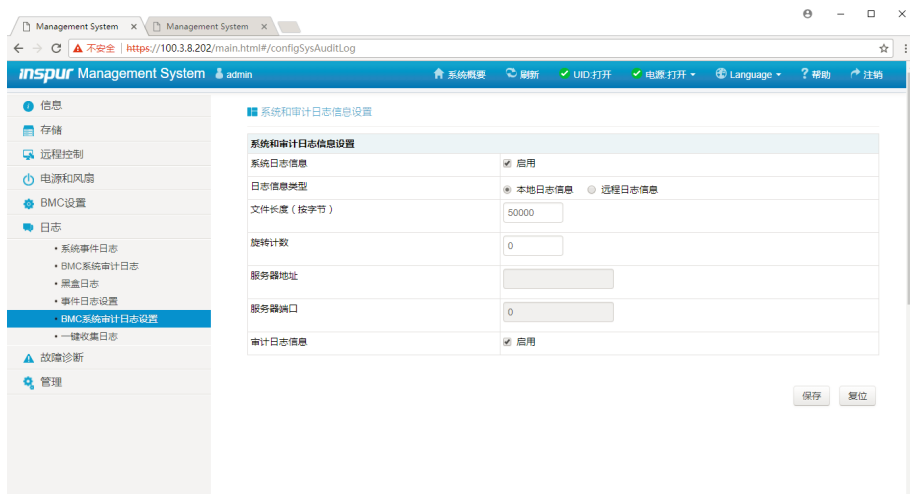 Management System
Management System
不安全 | https://100.3.8.202/main.html#/configSysAuditLog
inspur Management System admin 系统概要 刷新 UID:打开 电源:打开 Language 帮助 注销
信息
存储
远程控制
电源和风扇
BMC设置
日志
• 系统事件日志
• BMC系统审计日志
• 黑盒日志
• 事件日志设置
• BMC系统审计日志设置
• 一键收集日志
故障诊断
管理
系统和审计日志信息设置
系统和审计日志信息设置
系统日志信息 启用
日志信息类型 本地日志信息 远程日志信息
文件长度（按字节） 50000
旋转计数 0
服务器地址
服务器端口 0
审计日志信息 启用
保存 复位